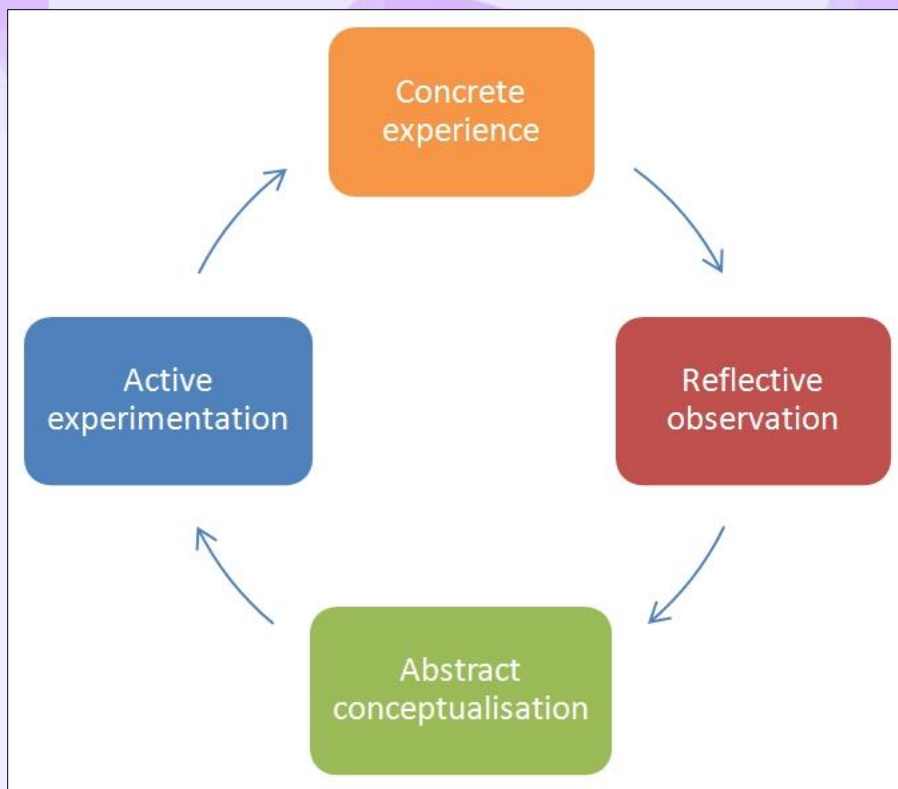 Concrete
experience
Reflective
observation
Abstract
conceptualisation
Active
experimentation